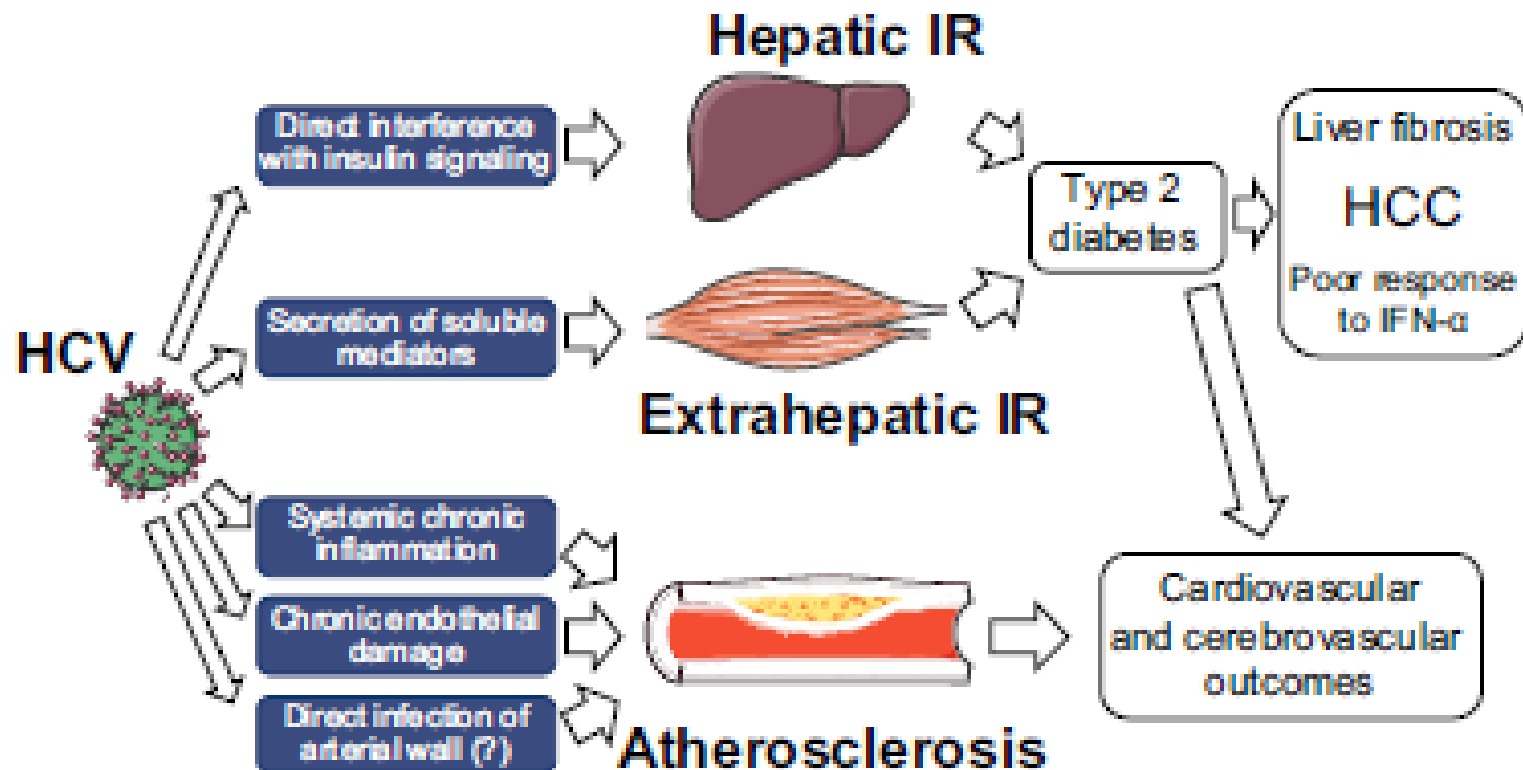 Hepatic IR
Direct interference
with insulin signaling
Liver fibrosis
HCC
Poor response
to IFN-α
Type 2
diabetes
HCV
Secretion of soluble
mediators
Extrahepatic IR
Systemic chronic
inflammation
Chronic endothelial
damage
Direct infection of
arterial wall (?)
Atherosclerosis
Cardiovascular
and cerebrovascular
outcomes